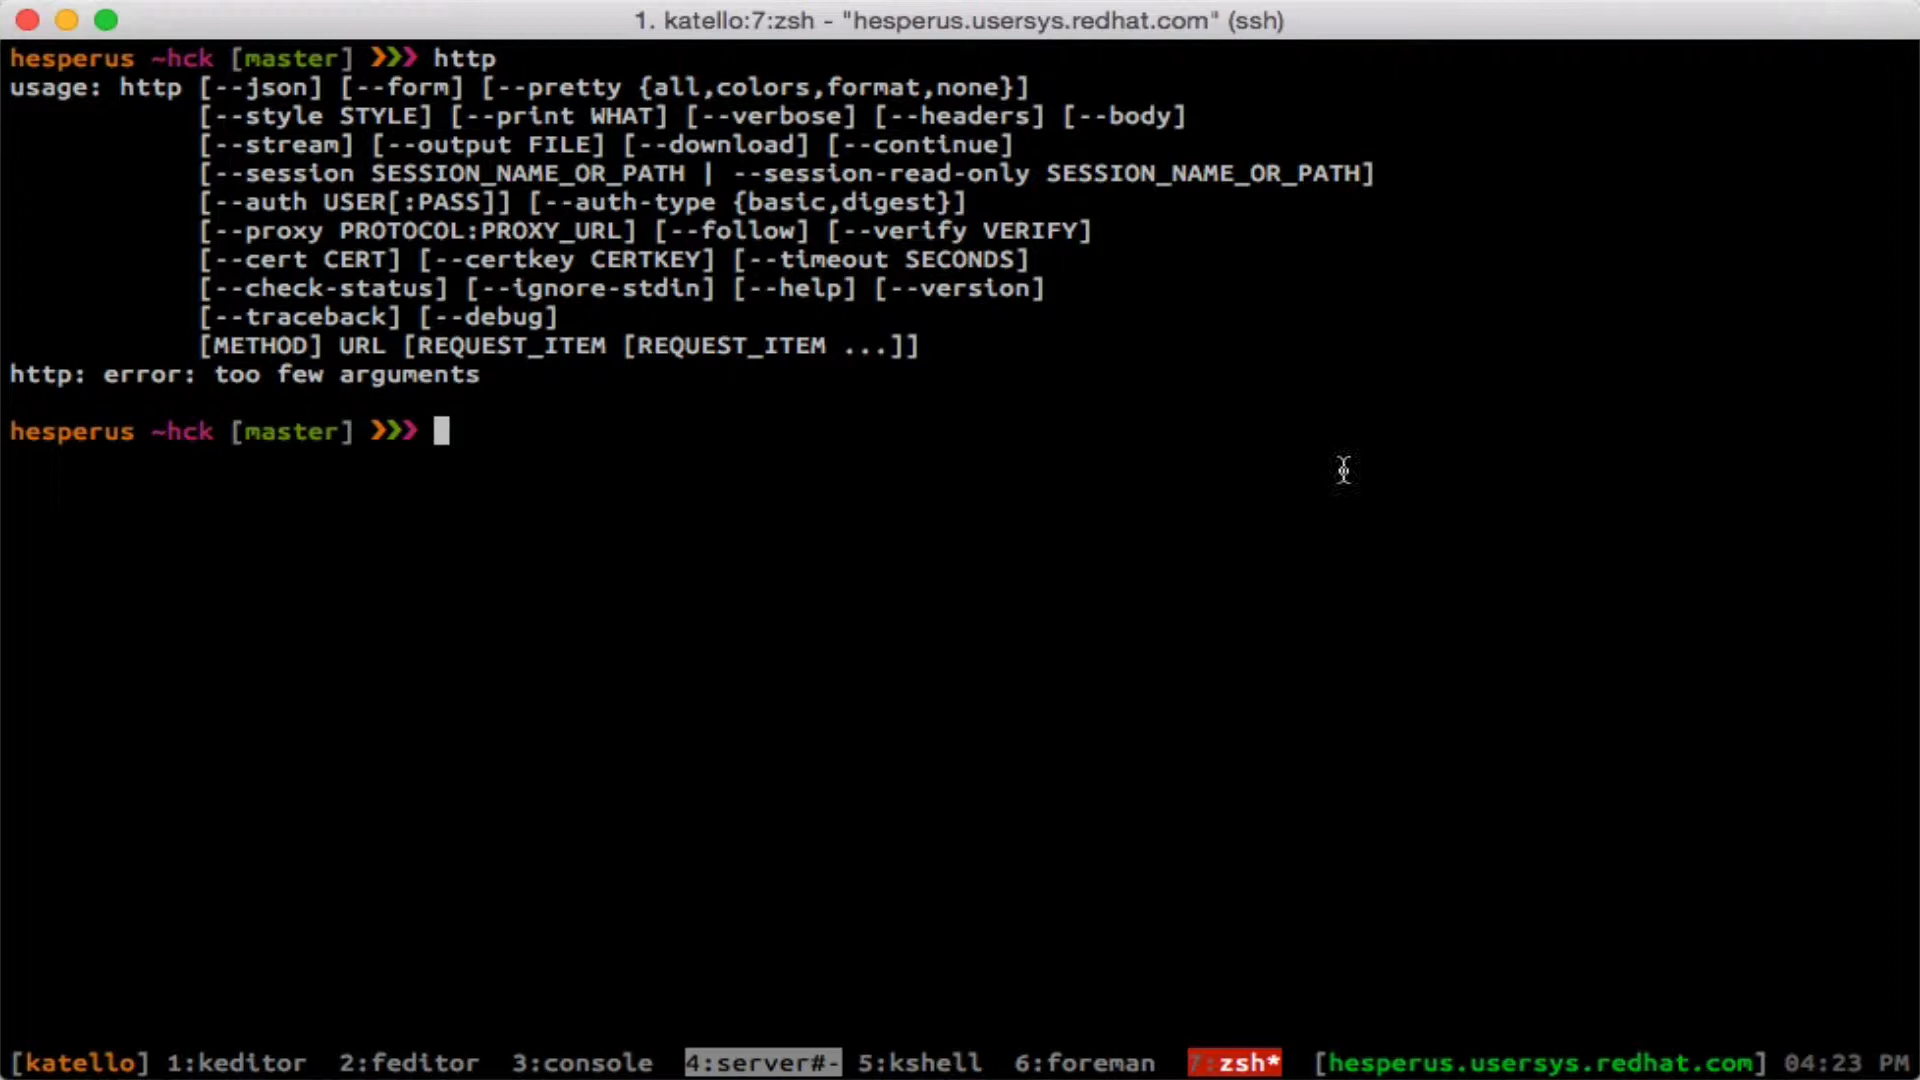 1. katello:7:zsh - "hesperus.usersys.redhat.com" (ssh)
hesperus ~hck [master] ❯❯❯ http
usage: http [--json] [--form] [--pretty {all,colors,format,none}]
            [--style STYLE] [--print WHAT] [--verbose] [--headers] [--body]
            [--stream] [--output FILE] [--download] [--continue]
            [--session SESSION_NAME_OR_PATH | --session-read-only SESSION_NAME_OR_PATH]
            [--auth USER[:PASS]] [--auth-type {basic,digest}]
            [--proxy PROTOCOL:PROXY_URL] [--follow] [--verify VERIFY]
            [--cert CERT] [--certkey CERTKEY] [--timeout SECONDS]
            [--check-status] [--ignore-stdin] [--help] [--version]
            [--traceback] [--debug]
            [METHOD] URL [REQUEST_ITEM [REQUEST_ITEM ...]]
http: error: too few arguments
hesperus ~hck [master] ❯❯❯
[katello] 1:keditor 2:feditor 3:console 4:server#- 5:kshell 6:foreman 7:zsh* [hesperus.usersys.redhat.com] 04:23 PM